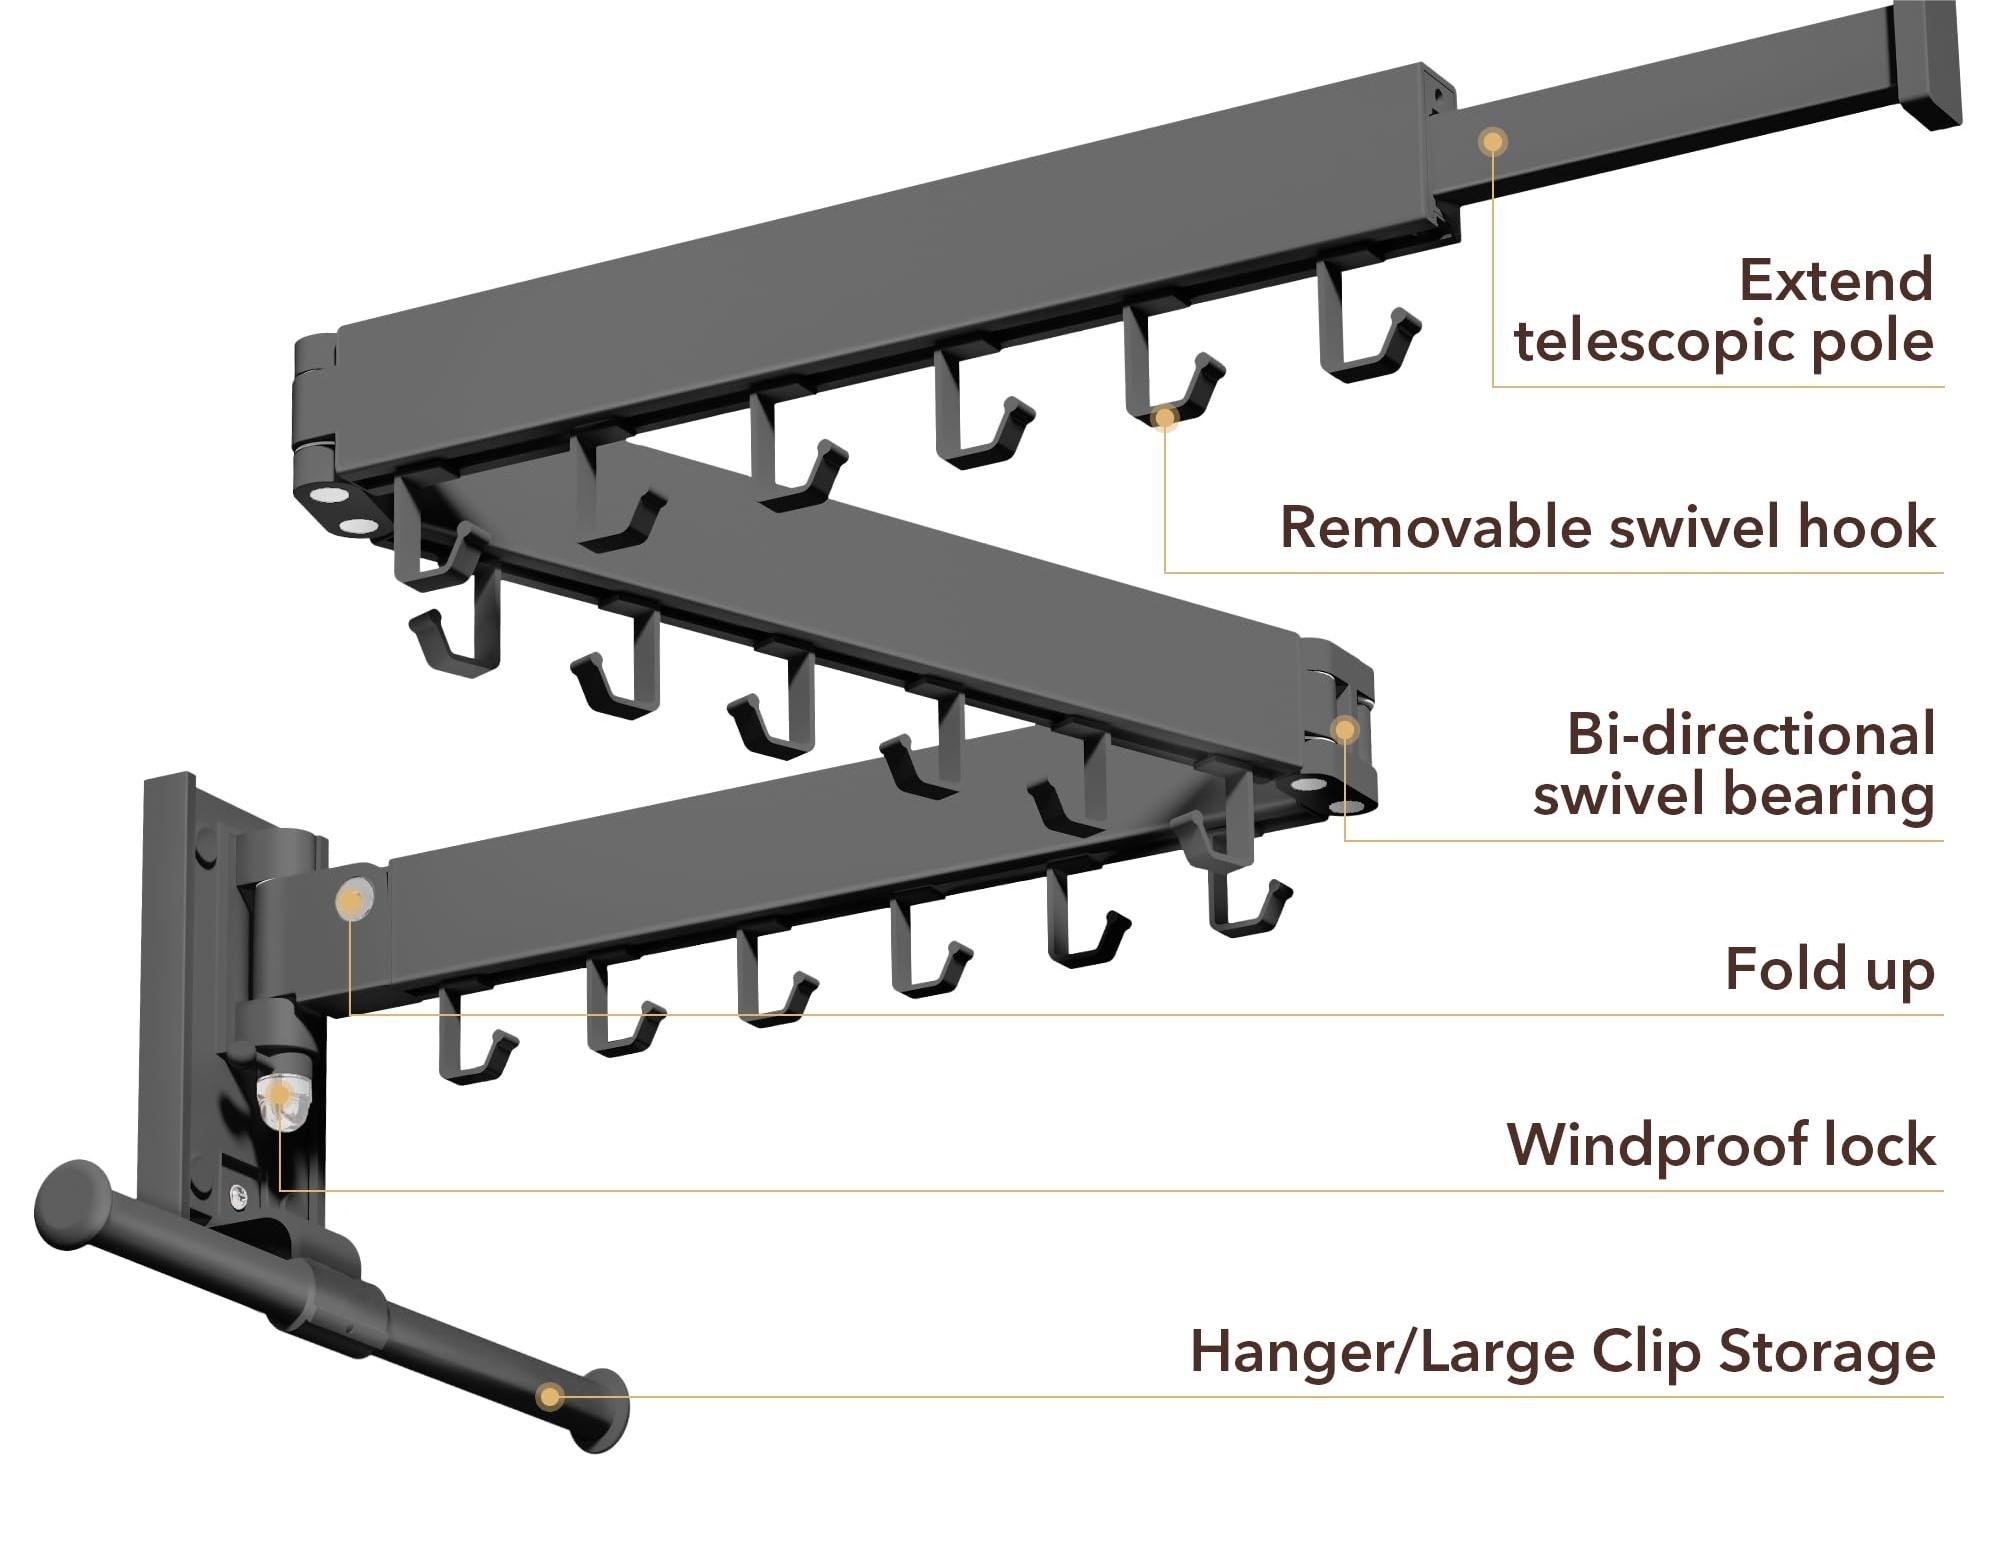 Extend
telescopic pole
Removable swivel hook
Bi-directional
swivel bearing
Fold up
Windproof lock
Hanger/Large Clip Storage